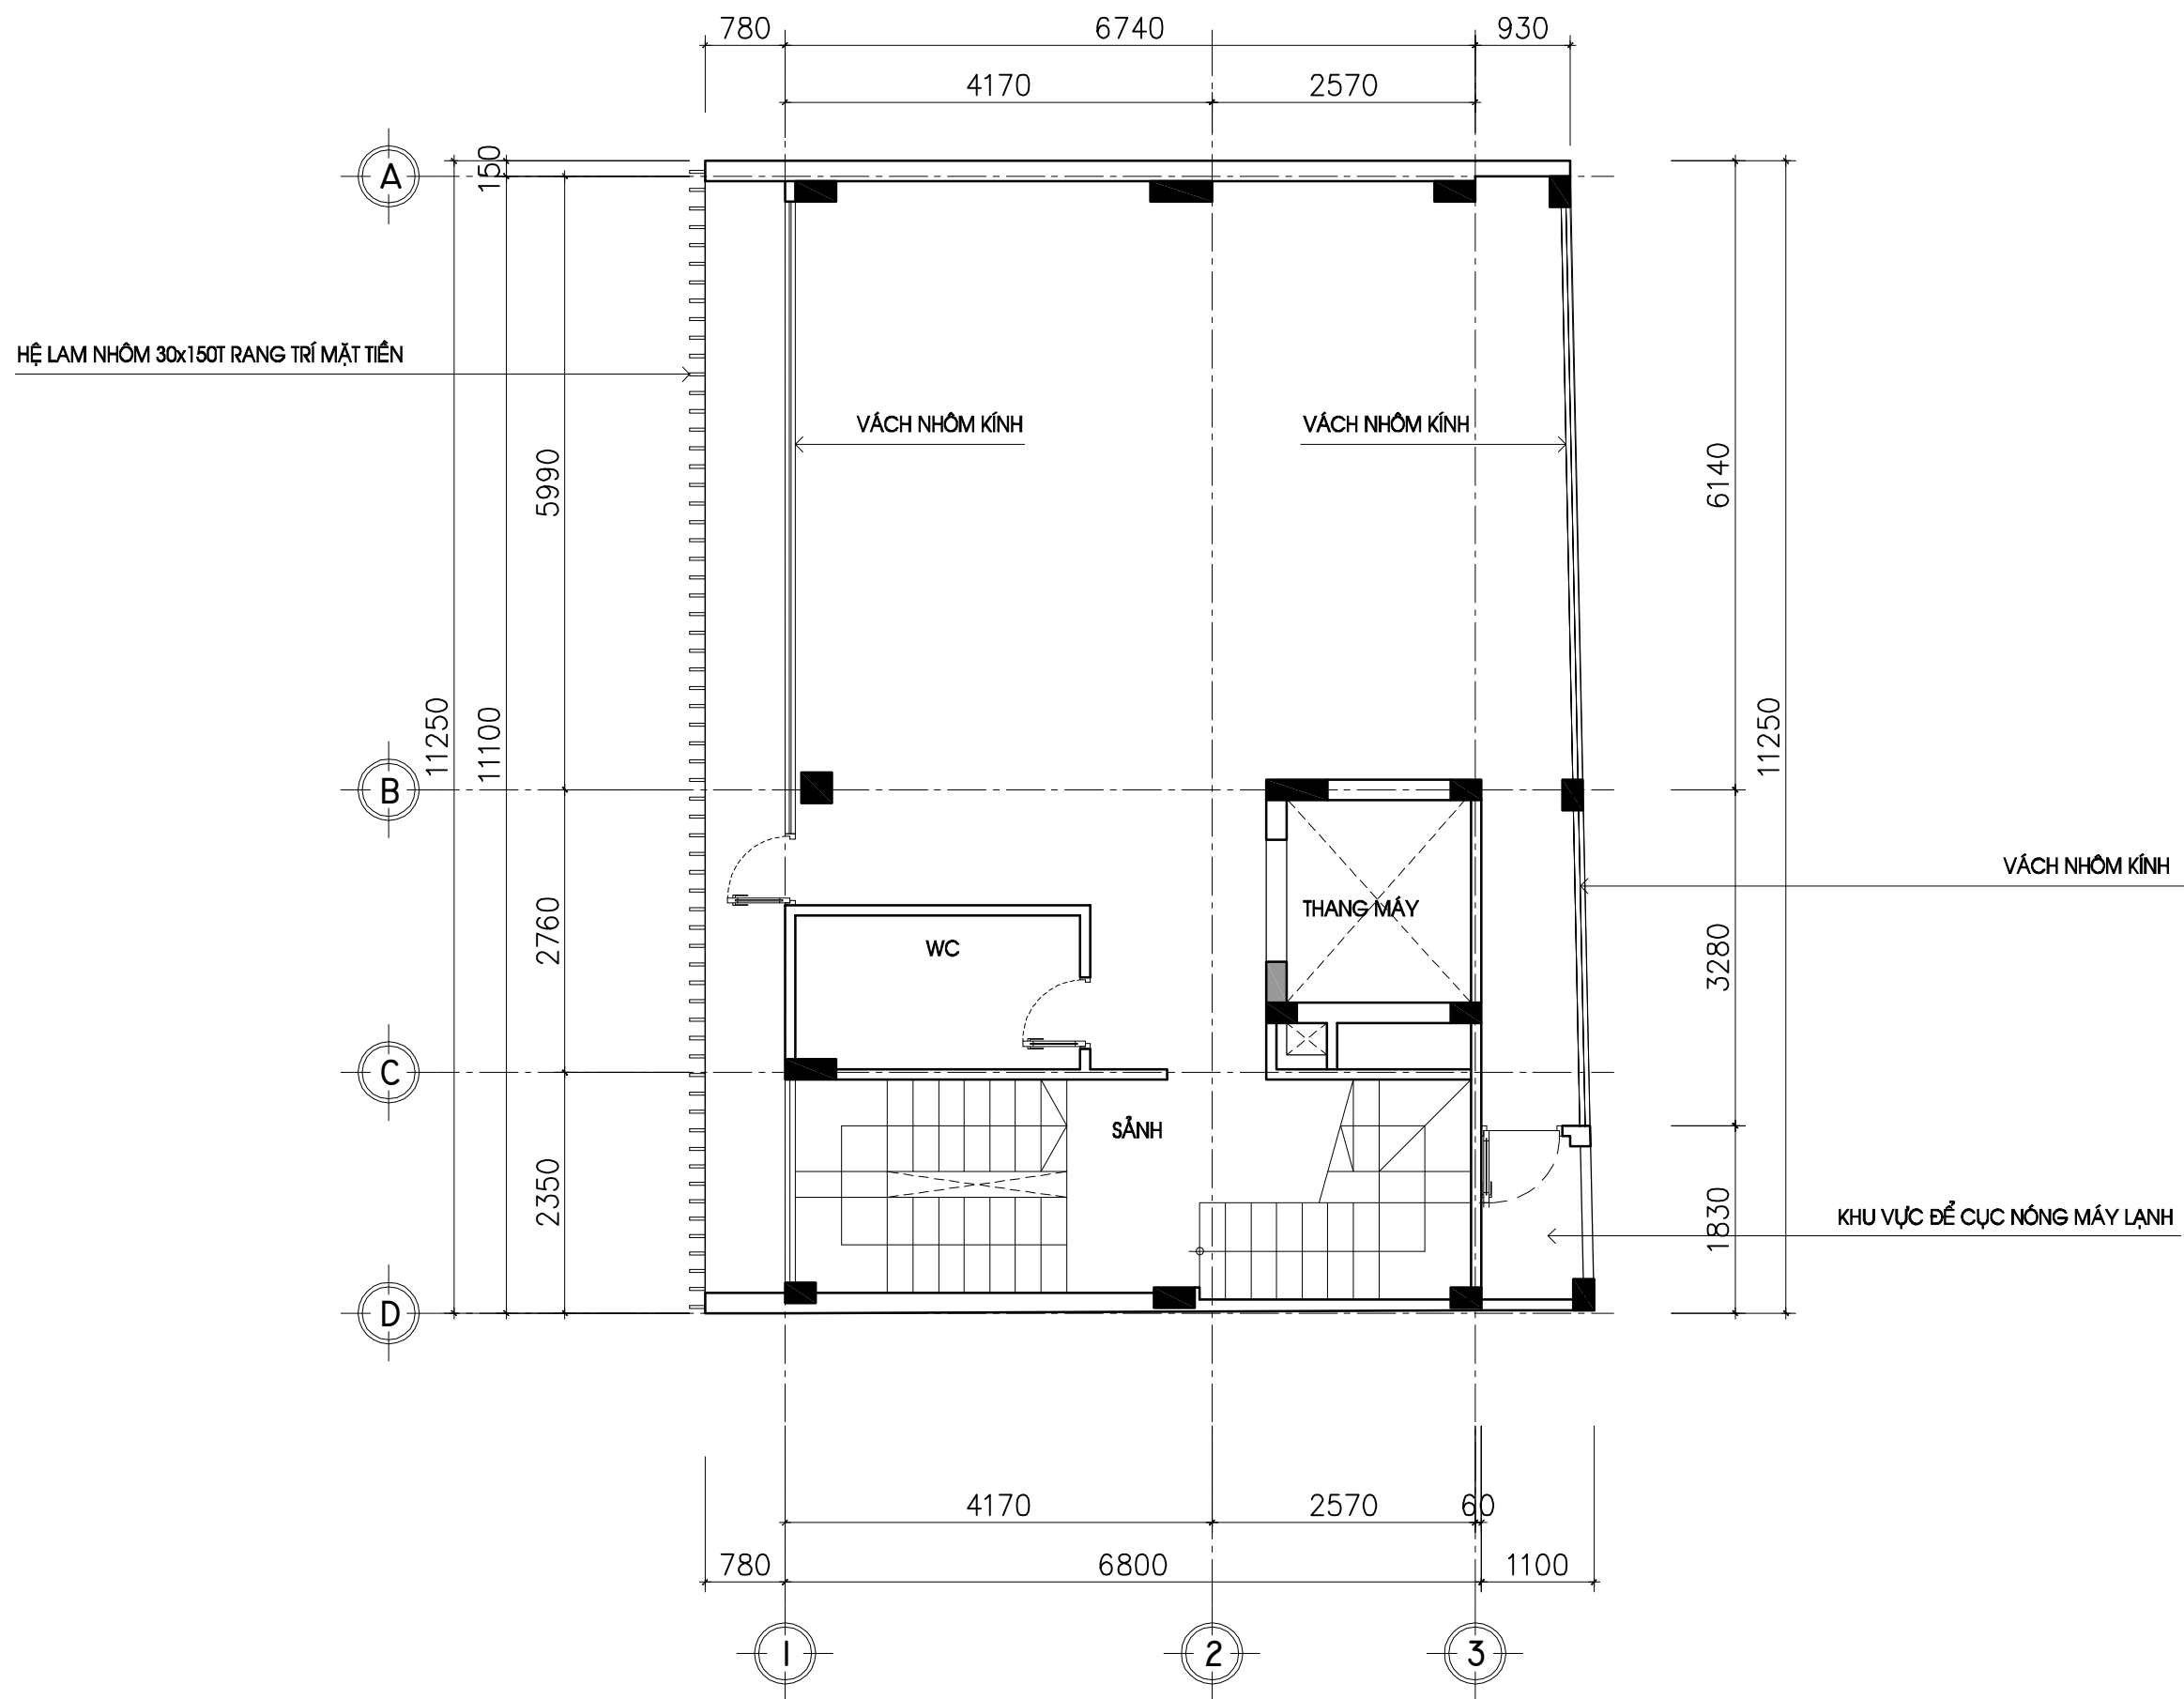 780 6740 930
4170 2570
A
150
HỆ LAM NHÔM 30x150T RANG TRÍ MẶT TIỀN
VÁCH NHÔM KÍNH
VÁCH NHÔM KÍNH
5990
6140
11250
11100
11250
B
VÁCH NHÔM KÍNH
THANG MÁY
2760
WC
3280
C
SẢNH
2350
1830
KHU VỰC ĐỂ CỤC NÓNG MÁY LẠNH
D
4170 2570 60
780 6800 1100
1 2 3